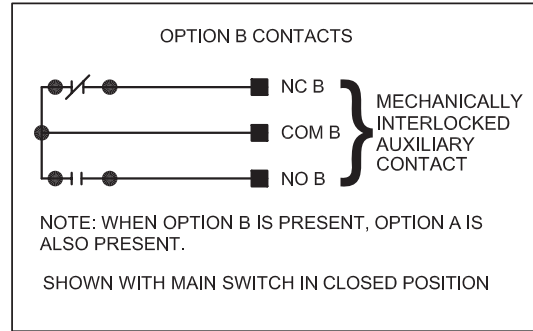 OPTION B CONTACTS
NC B
COM B
NO B
MECHANICALLY
INTERLOCKED
AUXILIARY
CONTACT
NOTE: WHEN OPTION B IS PRESENT, OPTION A IS
ALSO PRESENT.
SHOWN WITH MAIN SWITCH IN CLOSED POSITION